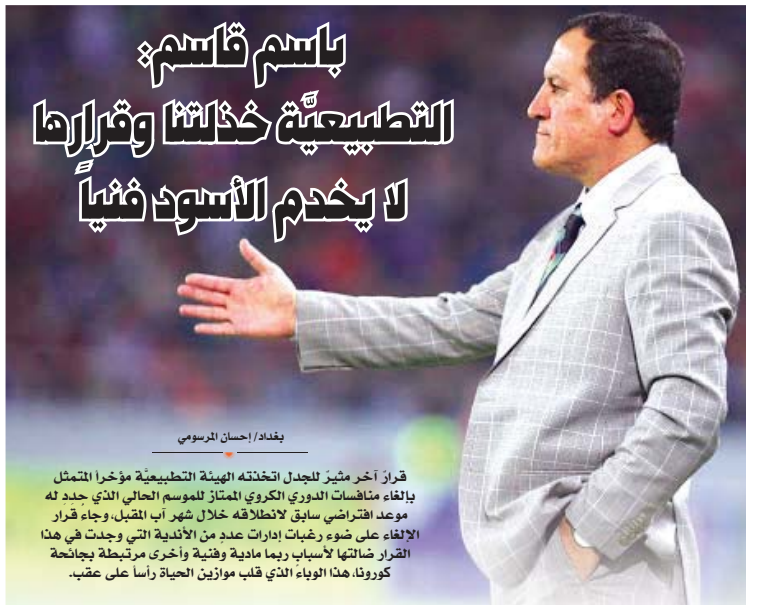 باسم قاسم:
التطبيعيَّة خذلتنا وقرارها
لا يخدم الأسود فنياً
بغداد/ إحسان المرسومي
قرارٌ آخر مثيرٌ للجدل اتخذته الهيئة التطبيعيَّة مؤخراً المتمثل
بإلغاء منافسات الدوري الكروي الممتاز للموسم الحالي الذي جدد له
موعد افتراضي سابق لانطلاقه خلال شهر آب المقبل، وجاء قرار
الإلغاء على ضوء رغبات إدارات عددٍ من الأندية التي وجدت في هذا
القرار ضالتها لأسباب ربما مادية وفنية وأخرى مرتبطة بجائحة
كورونا، هذا الوباء الذي قلب موازين الحياة رأساً على عقب.